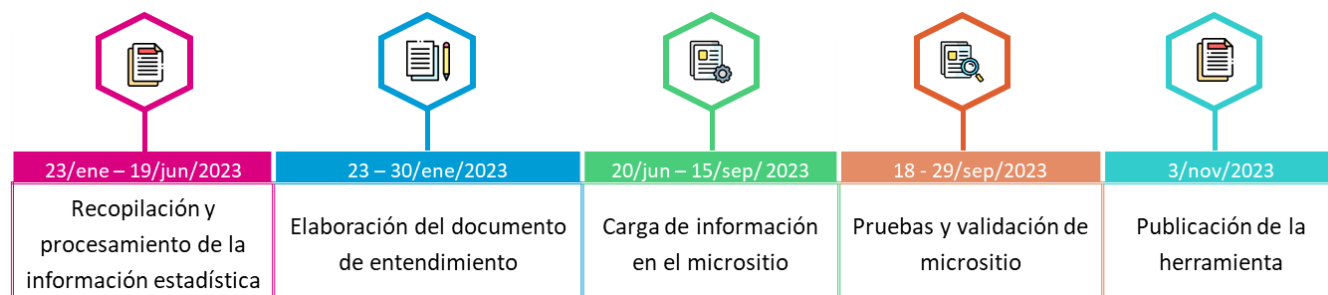 23/ene – 19/jun/2023
Recopilación y
procesamiento de la
información estadística
23 – 30/ene/2023
Elaboración del documento
de entendimiento
20/jun – 15/sep/ 2023
Carga de información
en el micrositio
18 - 29/sep/2023
Pruebas y validación de
micrositio
3/nov/2023
Publicación de la
herramienta